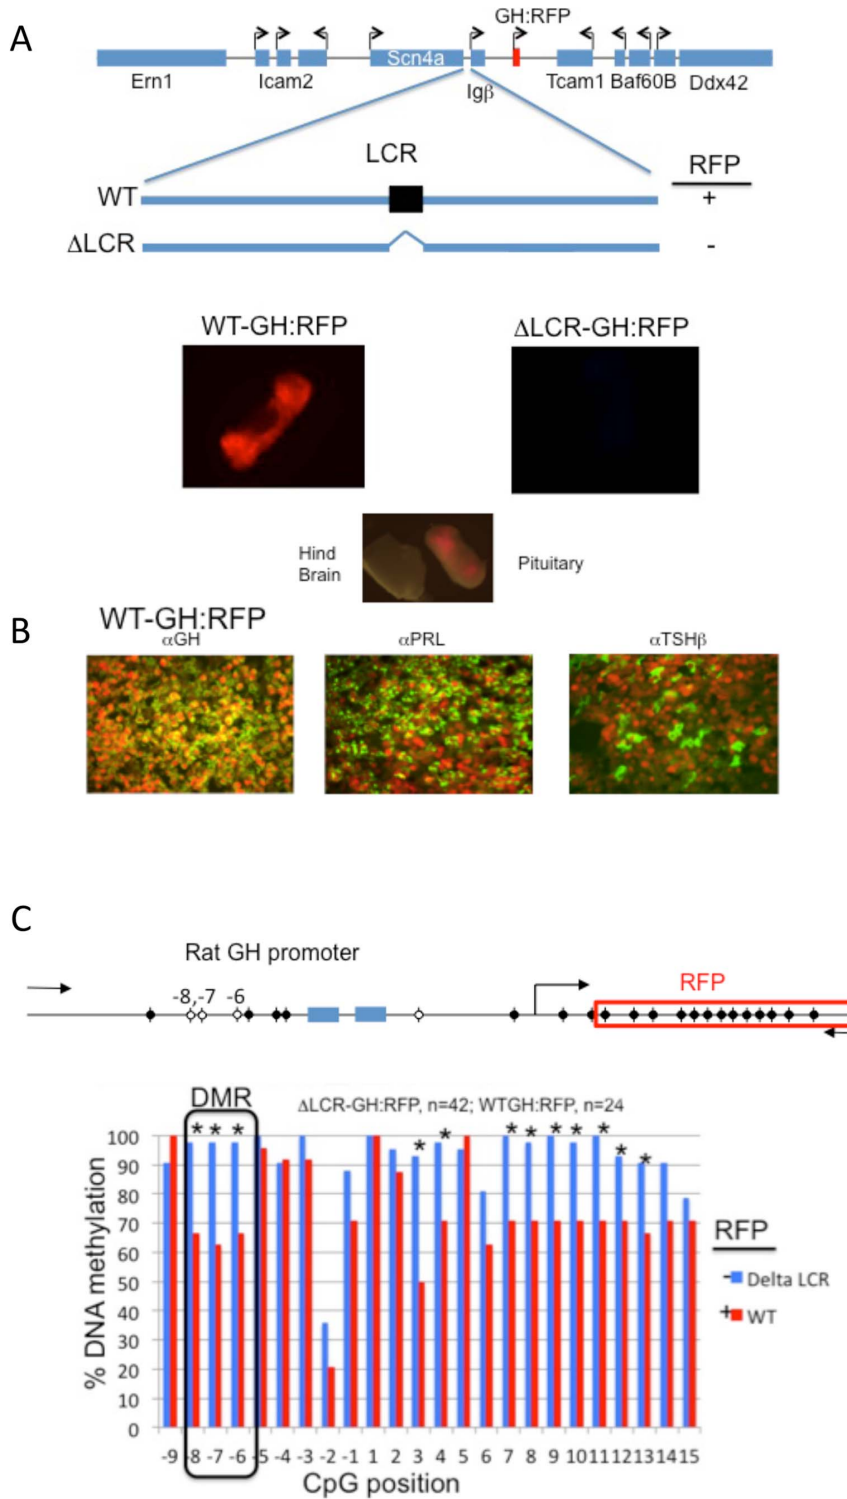 A
GH:RFP
Scn4a
Ern1
Icam2
Igβ
Tcam1
Baf60B
Ddx42
LCR
RFP
WT
+
ΔLCR
-
WT-GH:RFP
ΔLCR-GH:RFP
Hind
Brain
Pituitary
B
WT-GH:RFP
αGH
αPRL
αTSHβ
C
Rat GH promoter
RFP
-8,-7 -6
DMR
ΔLCR-GH:RFP, n=42; WTGH:RFP, n=24
* * * * * * * * * * * *
100
90
80
70
60
50
40
30
20
10
0
% DNA methylation
RFP
- Delta LCR
+ WT
-9 -8 -7 -6 -5 -4 -3 -2 -1 1 2 3 4 5 6 7 8 9 10 11 12 13 14 15
CpG position